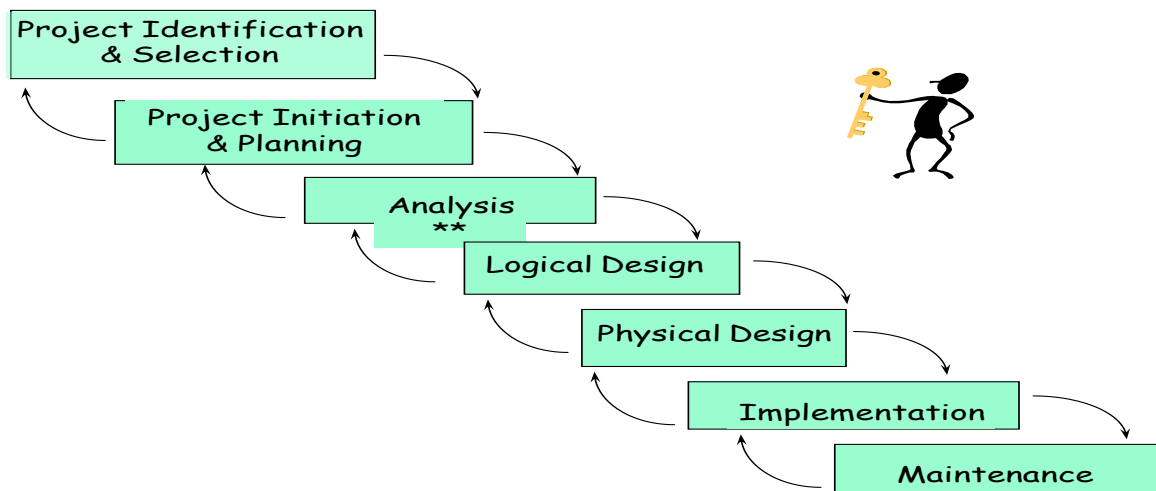 Project Identification
& Selection
Project Initiation
& Planning
Analysis
**
Logical Design
Physical Design
Implementation
Maintenance